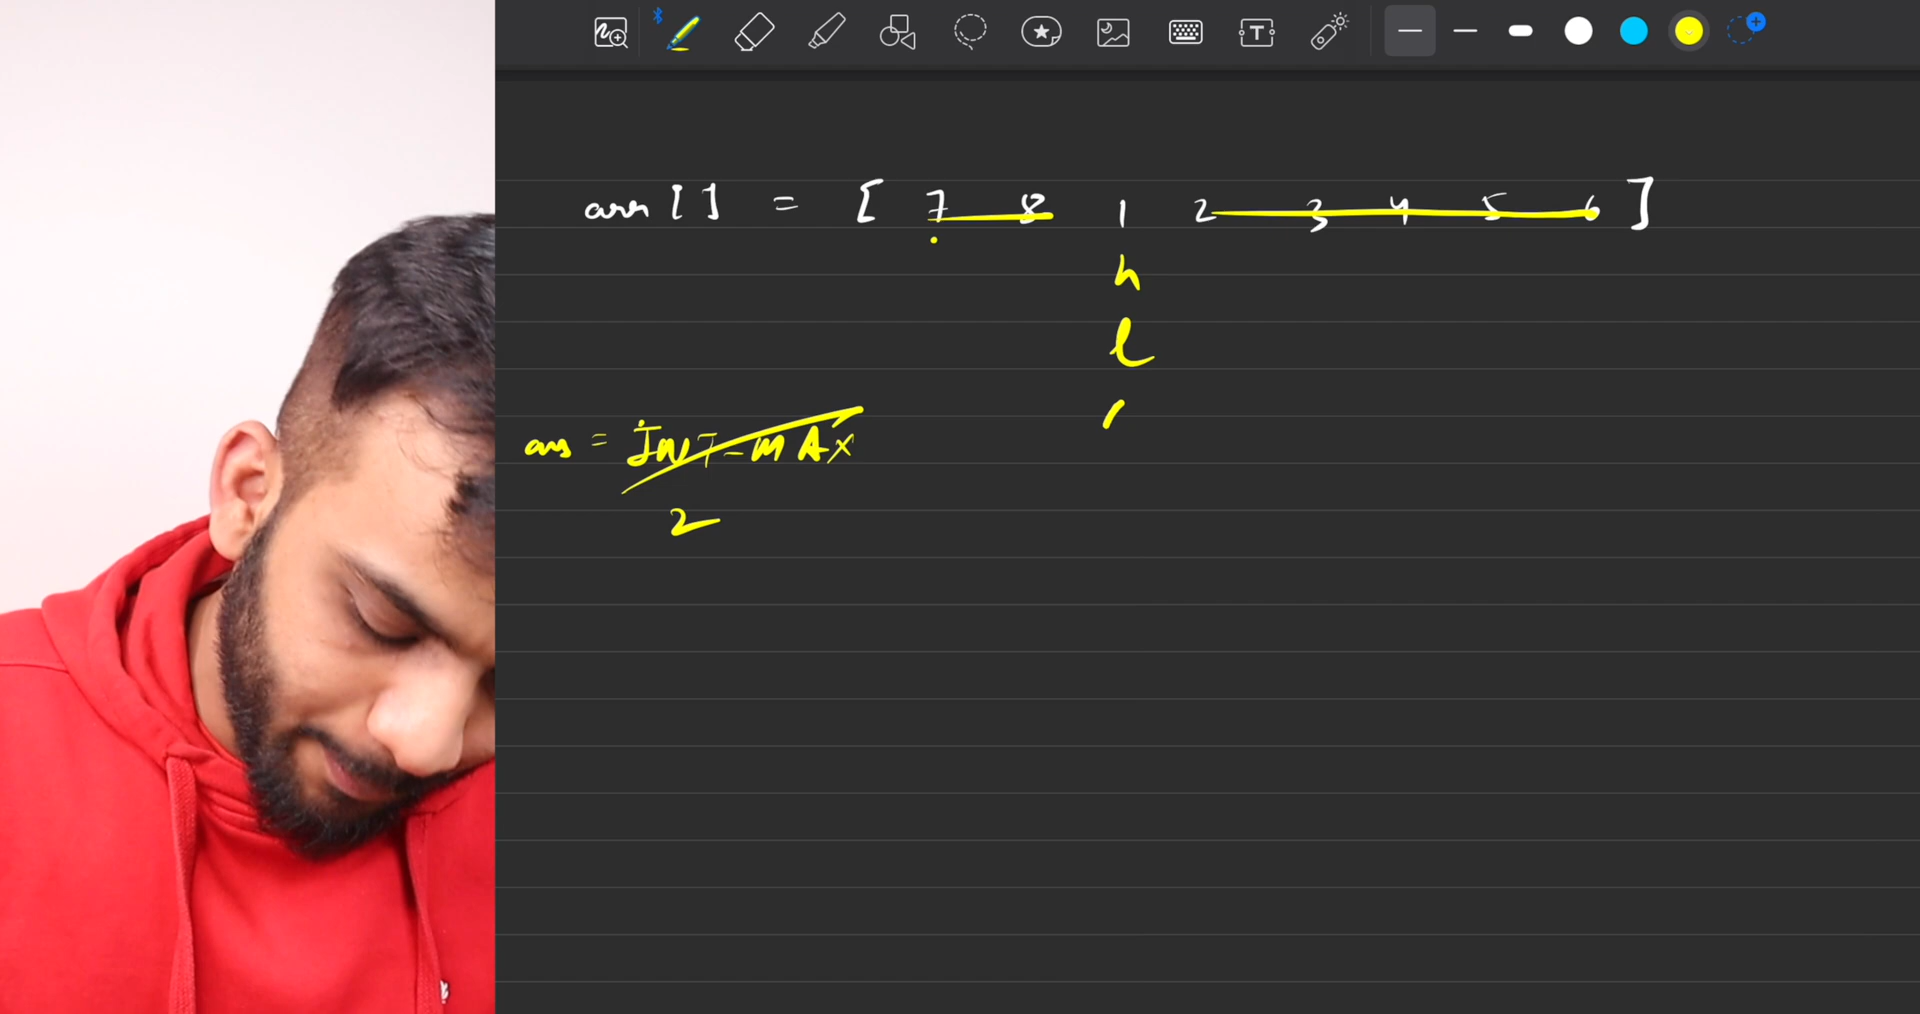 arr [ ] = [ 7 8 1 2 3 4 5 6 ]
h
l
ans = INT_MAX
2